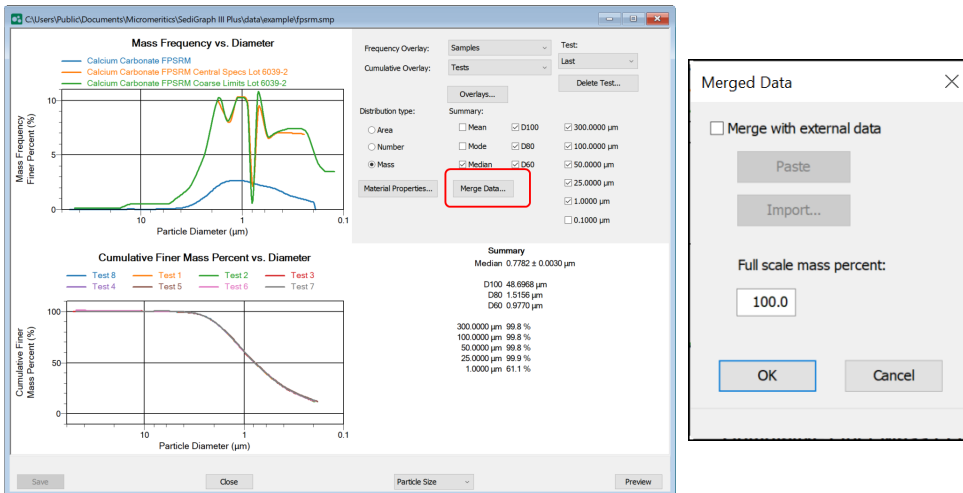 C:\Users\Public\Documents\Micromeritics\SediGraph III Plus\data\example\fpsrm.smp
Mass Frequency vs. Diameter
Calcium Carbonate FPSRM
Calcium Carbonate FPSRM Central Specs Lot 6039-2
Calcium Carbonate FPSRM Coarse Limits Lot 6039-2
Mass Frequency
Finer Percent (%)
10
5
0
10 1 0.1
Particle Diameter (μm)
Frequency Overlay: Samples
Cumulative Overlay: Tests
Overlays...
Test:
Last
Delete Test...
Distribution type:
Area
Number
Mass
Material Properties...
Summary:
Mean D100 300.0000 μm
Mode D80 100.0000 μm
Median D60 50.0000 μm
Merge Data... 25.0000 μm
1.0000 μm
0.1000 μm
Cumulative Finer Mass Percent vs. Diameter
Test 8 Test 1 Test 2 Test 3
Test 4 Test 5 Test 6 Test 7
Cumulative Finer
Mass Percent (%)
100
50
0
10 1 0.1
Particle Diameter (μm)
Summary
Median 0.7782 ± 0.0030 μm
D100 48.6968 μm
D80 1.5156 μm
D60 0.9770 μm
300.0000 μm 99.8 %
100.0000 μm 99.8 %
50.0000 μm 99.8 %
25.0000 μm 99.9 %
1.0000 μm 61.1 %
Save Close Particle Size Preview
Merged Data
Merge with external data
Paste
Import...
Full scale mass percent:
100.0
OK Cancel